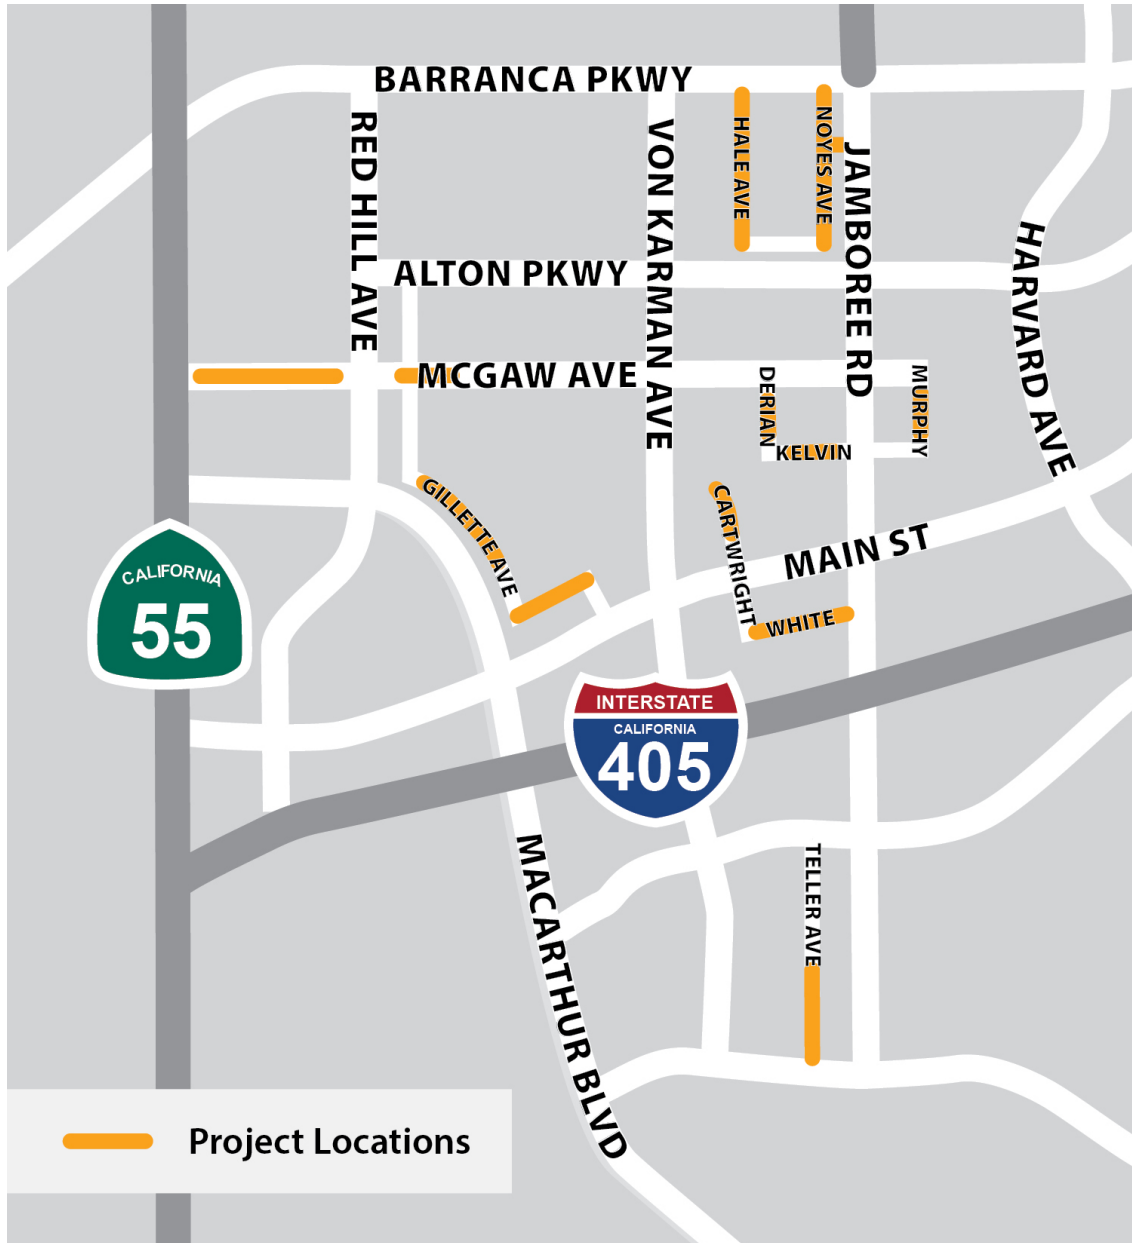 BARRANCA PKWY
RED HILL AVE
VON KARMAN AVE
HALE AVE
NOYES AVE
JAMBOREE RD
HARVARD AVE
ALTON PKWY
MCGAW AVE
DERIAN
KELVIN
MURPHY
GILLETTE AVE
CARTWRIGHT
MAIN ST
WHITE
CALIFORNIA
55
INTERSTATE
CALIFORNIA
405
MACARTHUR BLVD
TELLER AVE
Project Locations